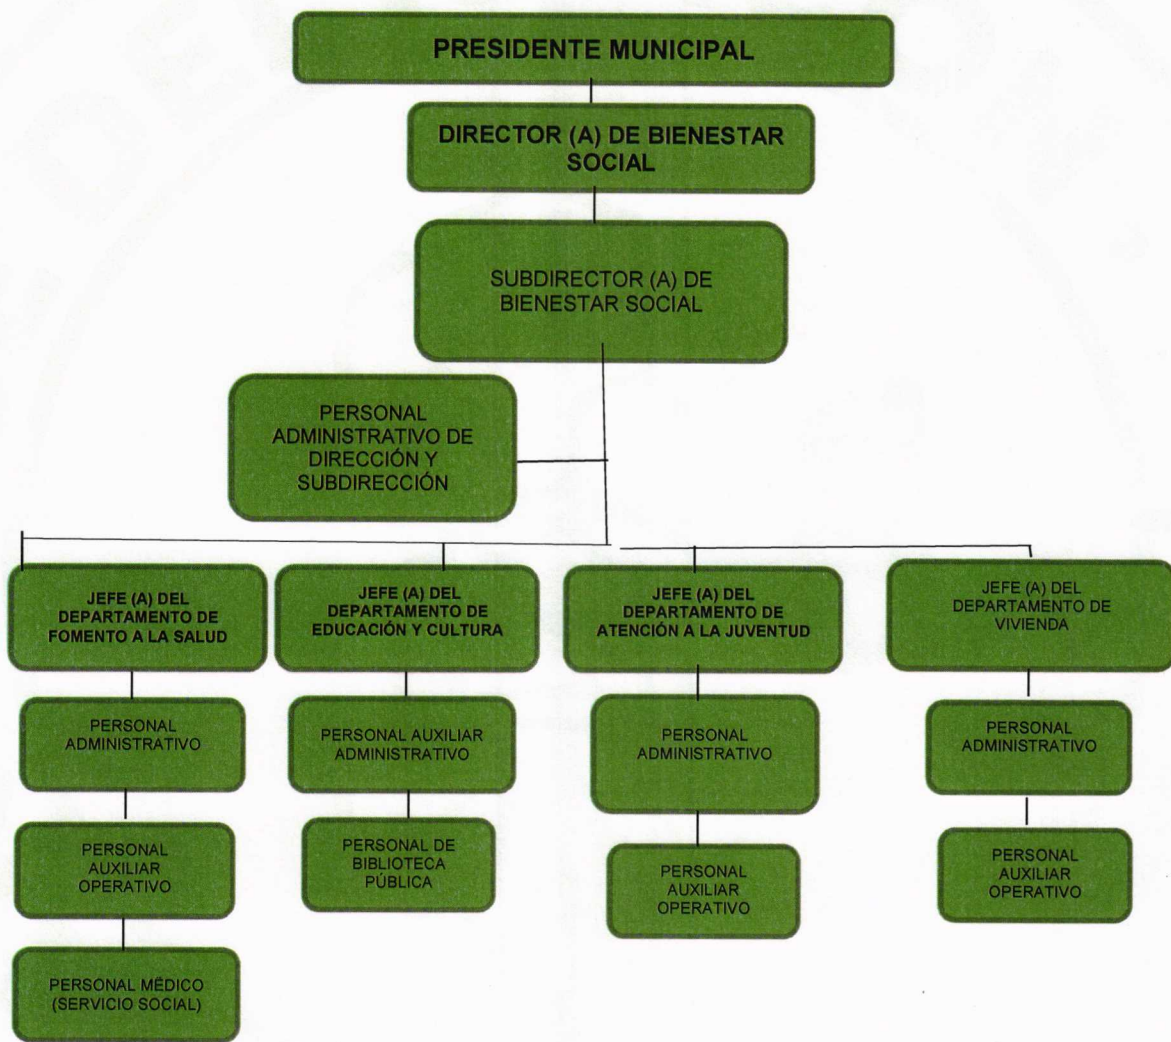 PRESIDENTE MUNICIPAL
DIRECTOR (A) DE BIENESTAR
SOCIAL
SUBDIRECTOR (A) DE
BIENESTAR SOCIAL
PERSONAL
ADMINISTRATIVO DE
DIRECCIÓN Y
SUBDIRECCIÓN
JEFE (A) DEL
DEPARTAMENTO DE
FOMENTO A LA SALUD
JEFE (A) DEL
DEPARTAMENTO DE
EDUCACIÓN Y CULTURA
JEFE (A) DEL
DEPARTAMENTO DE
ATENCIÓN A LA JUVENTUD
JEFE (A) DEL
DEPARTAMENTO DE
VIVIENDA
PERSONAL
ADMINISTRATIVO
PERSONAL AUXILIAR
ADMINISTRATIVO
PERSONAL
ADMINISTRATIVO
PERSONAL
ADMINISTRATIVO
PERSONAL
AUXILIAR
OPERATIVO
PERSONAL DE
BIBLIOTECA
PÚBLICA
PERSONAL
AUXILIAR
OPERATIVO
PERSONAL
AUXILIAR
OPERATIVO
PERSONAL MËDICO
(SERVICIO SOCIAL)